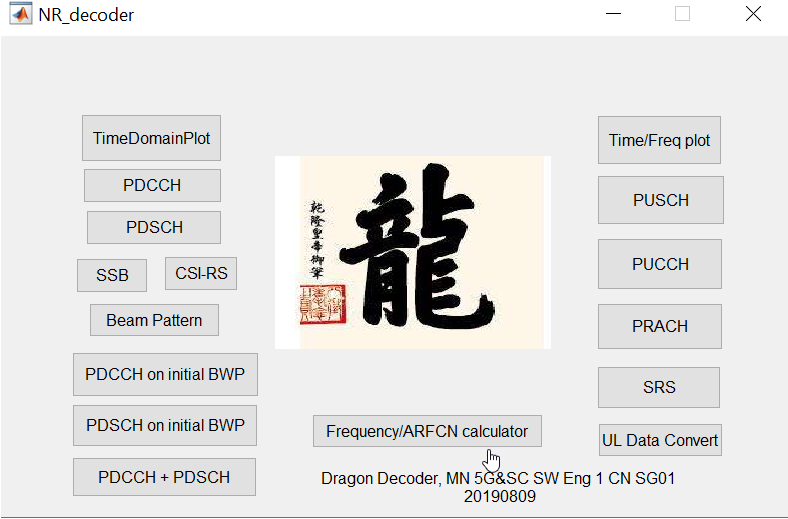 NR_decoder
TimeDomainPlot
PDCCH
PDSCH
SSB
CSI-RS
Beam Pattern
PDCCH on initial BWP
PDSCH on initial BWP
PDCCH + PDSCH
龍
乾隆皇帝御筆
Frequency/ARFCN calculator
Dragon Decoder, MN 5G&SC SW Eng 1 CN SG01
20190809
Time/Freq plot
PUSCH
PUCCH
PRACH
SRS
UL Data Convert